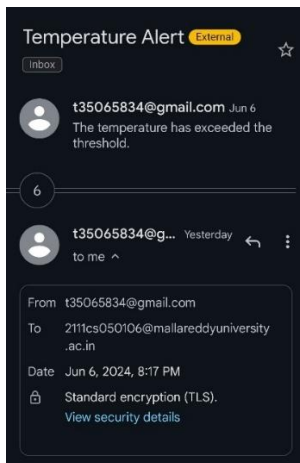 Temperature Alert External
Inbox
t35065834@gmail.com Jun 6
The temperature has exceeded the
threshold.
6
t35065834@g... Yesterday
to me
From t35065834@gmail.com
To 2111cs050106@mallareddyuniversity
.ac.in
Date Jun 6, 2024, 8:17 PM
Standard encryption (TLS).
View security details